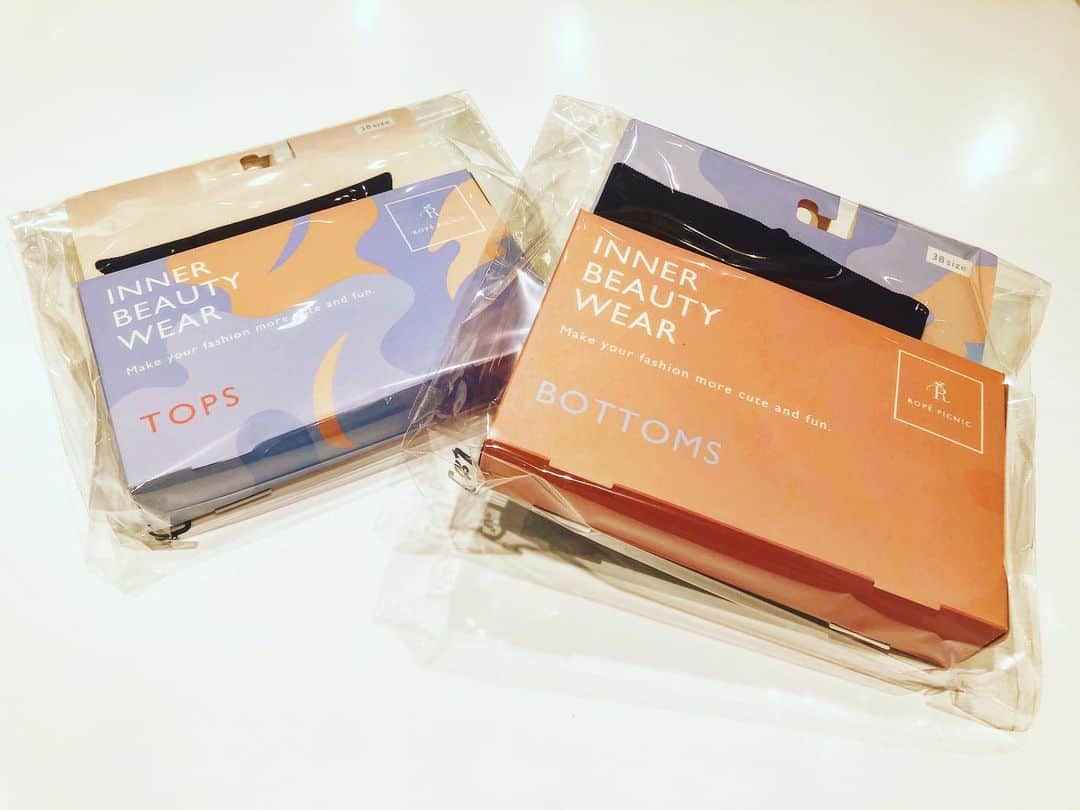 38 size
R
ROPÉ PICNIC
INNER
BEAUTY
WEAR
Make your fashion more cute and fun.
TOPS
38 size
INNER
BEAUTY
WEAR
Make your fashion more cute and fun.
R
ROPÉ PICNIC
BOTTOMS